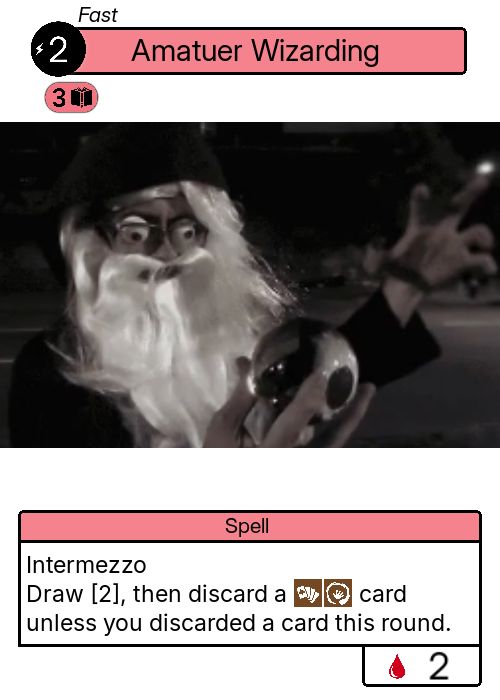 Fast
2 Amatuer Wizarding
3
Spell
Intermezzo
Draw [2], then discard a card
unless you discarded a card this round.
2